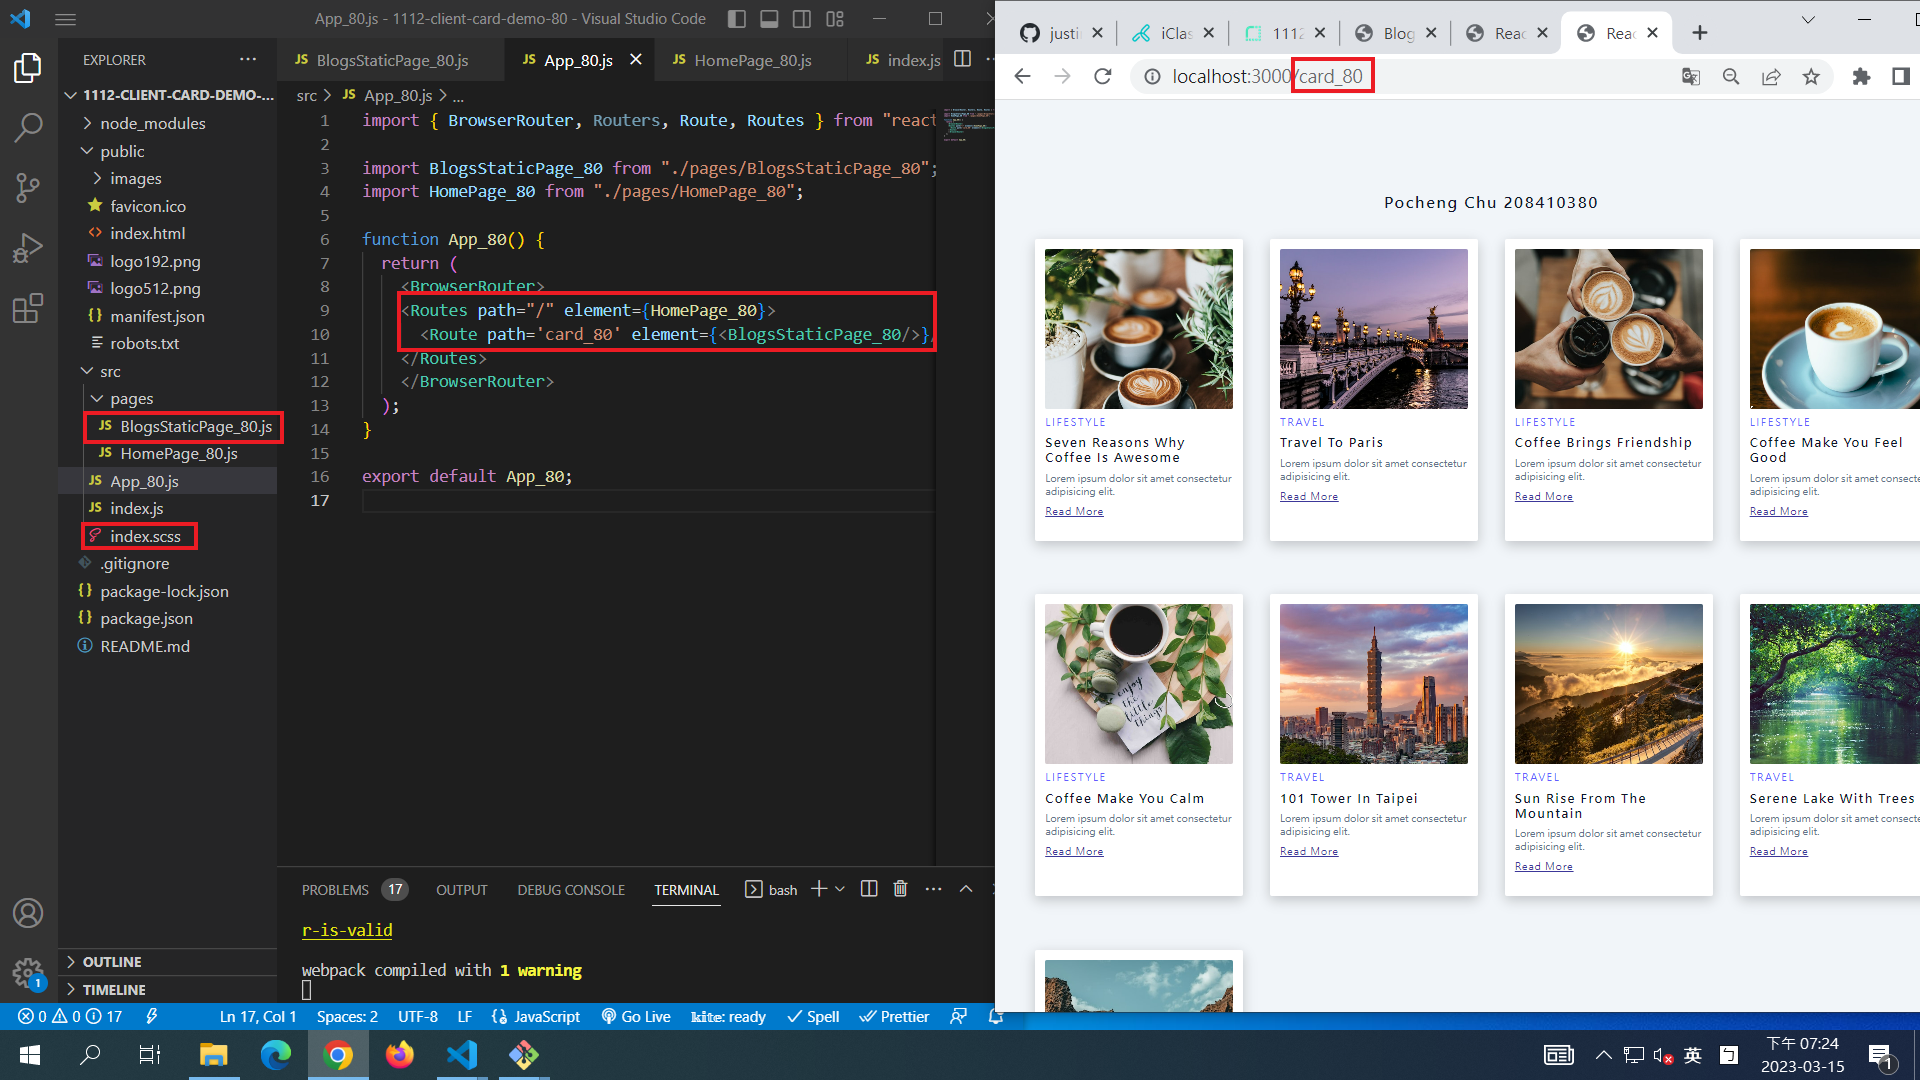 App_80.js - 1112-client-card-demo-80 - Visual Studio Code
EXPLORER
1112-CLIENT-CARD-DEMO-...
node_modules
public
images
favicon.ico
index.html
logo192.png
logo512.png
manifest.json
robots.txt
src
pages
BlogsStaticPage_80.js
HomePage_80.js
App_80.js
index.js
index.scss
.gitignore
package-lock.json
package.json
README.md
OUTLINE
TIMELINE
1
JS BlogsStaticPage_80.js
JS App_80.js
JS HomePage_80.js
JS index.js
src > JS App_80.js > ...
1 import { BrowserRouter, Routers, Route, Routes } from "react
2
3 import BlogsStaticPage_80 from "./pages/BlogsStaticPage_80";
4 import HomePage_80 from "./pages/HomePage_80";
5
6 function App_80() {
7 return (
8 <BrowserRouter>
9 <Routes path="/" element={HomePage_80}>
10 <Route path='card_80' element={<BlogsStaticPage_80/>}/
11 </Routes>
12 </BrowserRouter>
13 );
14 }
15
16 export default App_80;
17
PROBLEMS 17 OUTPUT DEBUG CONSOLE TERMINAL bash
r-is-valid
webpack compiled with 1 warning
0 0 17 Ln 17, Col 1 Spaces: 2 UTF-8 LF JavaScript Go Live kite: ready Spell Prettier
justi iClas 1112 Blog Reac Reac
localhost:3000/card_80
Pocheng Chu 208410380
LIFESTYLE
Seven Reasons Why
Coffee Is Awesome
Lorem ipsum dolor sit amet consectetur
adipisicing elit.
Read More
TRAVEL
Travel To Paris
Lorem ipsum dolor sit amet consectetur
adipisicing elit.
Read More
LIFESTYLE
Coffee Brings Friendship
Lorem ipsum dolor sit amet consectetur
adipisicing elit.
Read More
LIFESTYLE
Coffee Make You Feel
Good
Lorem ipsum dolor sit amet consectetur
adipisicing elit.
Read More
enjoy
the
little
things
LIFESTYLE
Coffee Make You Calm
Lorem ipsum dolor sit amet consectetur
adipisicing elit.
Read More
TRAVEL
101 Tower In Taipei
Lorem ipsum dolor sit amet consectetur
adipisicing elit.
Read More
TRAVEL
Sun Rise From The
Mountain
Lorem ipsum dolor sit amet consectetur
adipisicing elit.
Read More
TRAVEL
Serene Lake With Trees
Lorem ipsum dolor sit amet consectetur
adipisicing elit.
Read More
英
下午 07:24
2023-03-15
1